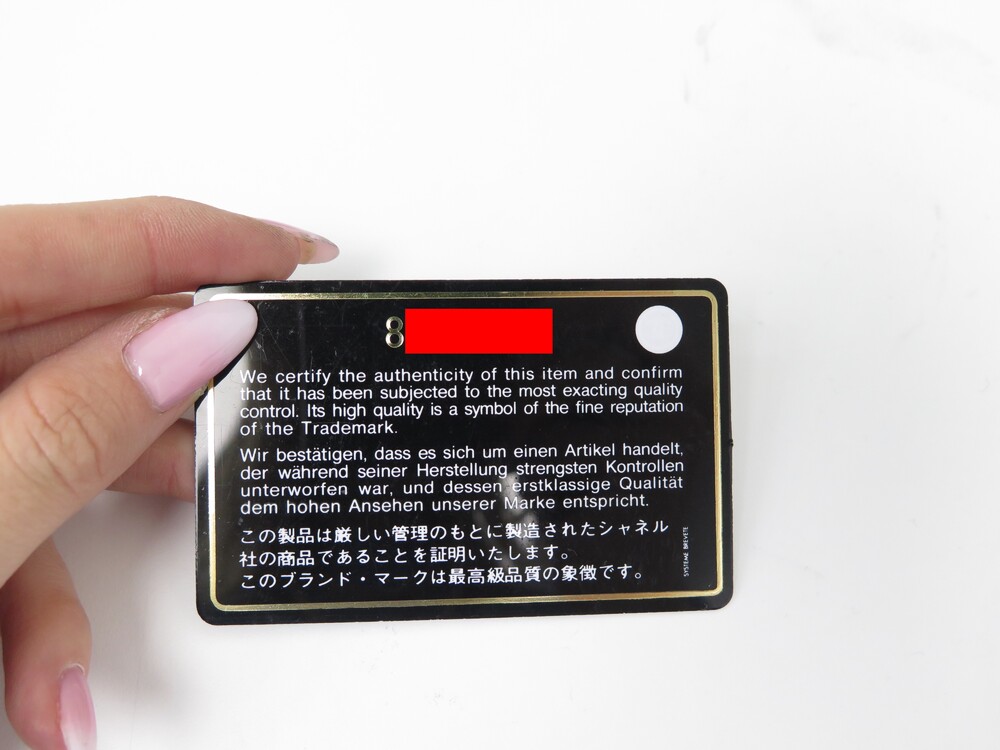 8
We certify the authenticity of this item and confirm
that it has been subjected to the most exacting quality
control. Its high quality is a symbol of the fine reputation
of the Trademark.
Wir bestätigen, dass es sich um einen Artikel handelt,
der während seiner Herstellung strengsten Kontrollen
unterworfen war, und dessen erstklassige Qualität
dem hohen Ansehen unserer Marke entspricht.
この製品は厳しい管理のもとに製造されたシャネル
社の商品であることを証明いたします。
このブランド・マークは最高級品質の象徴です。
SYSTEME BREVETE